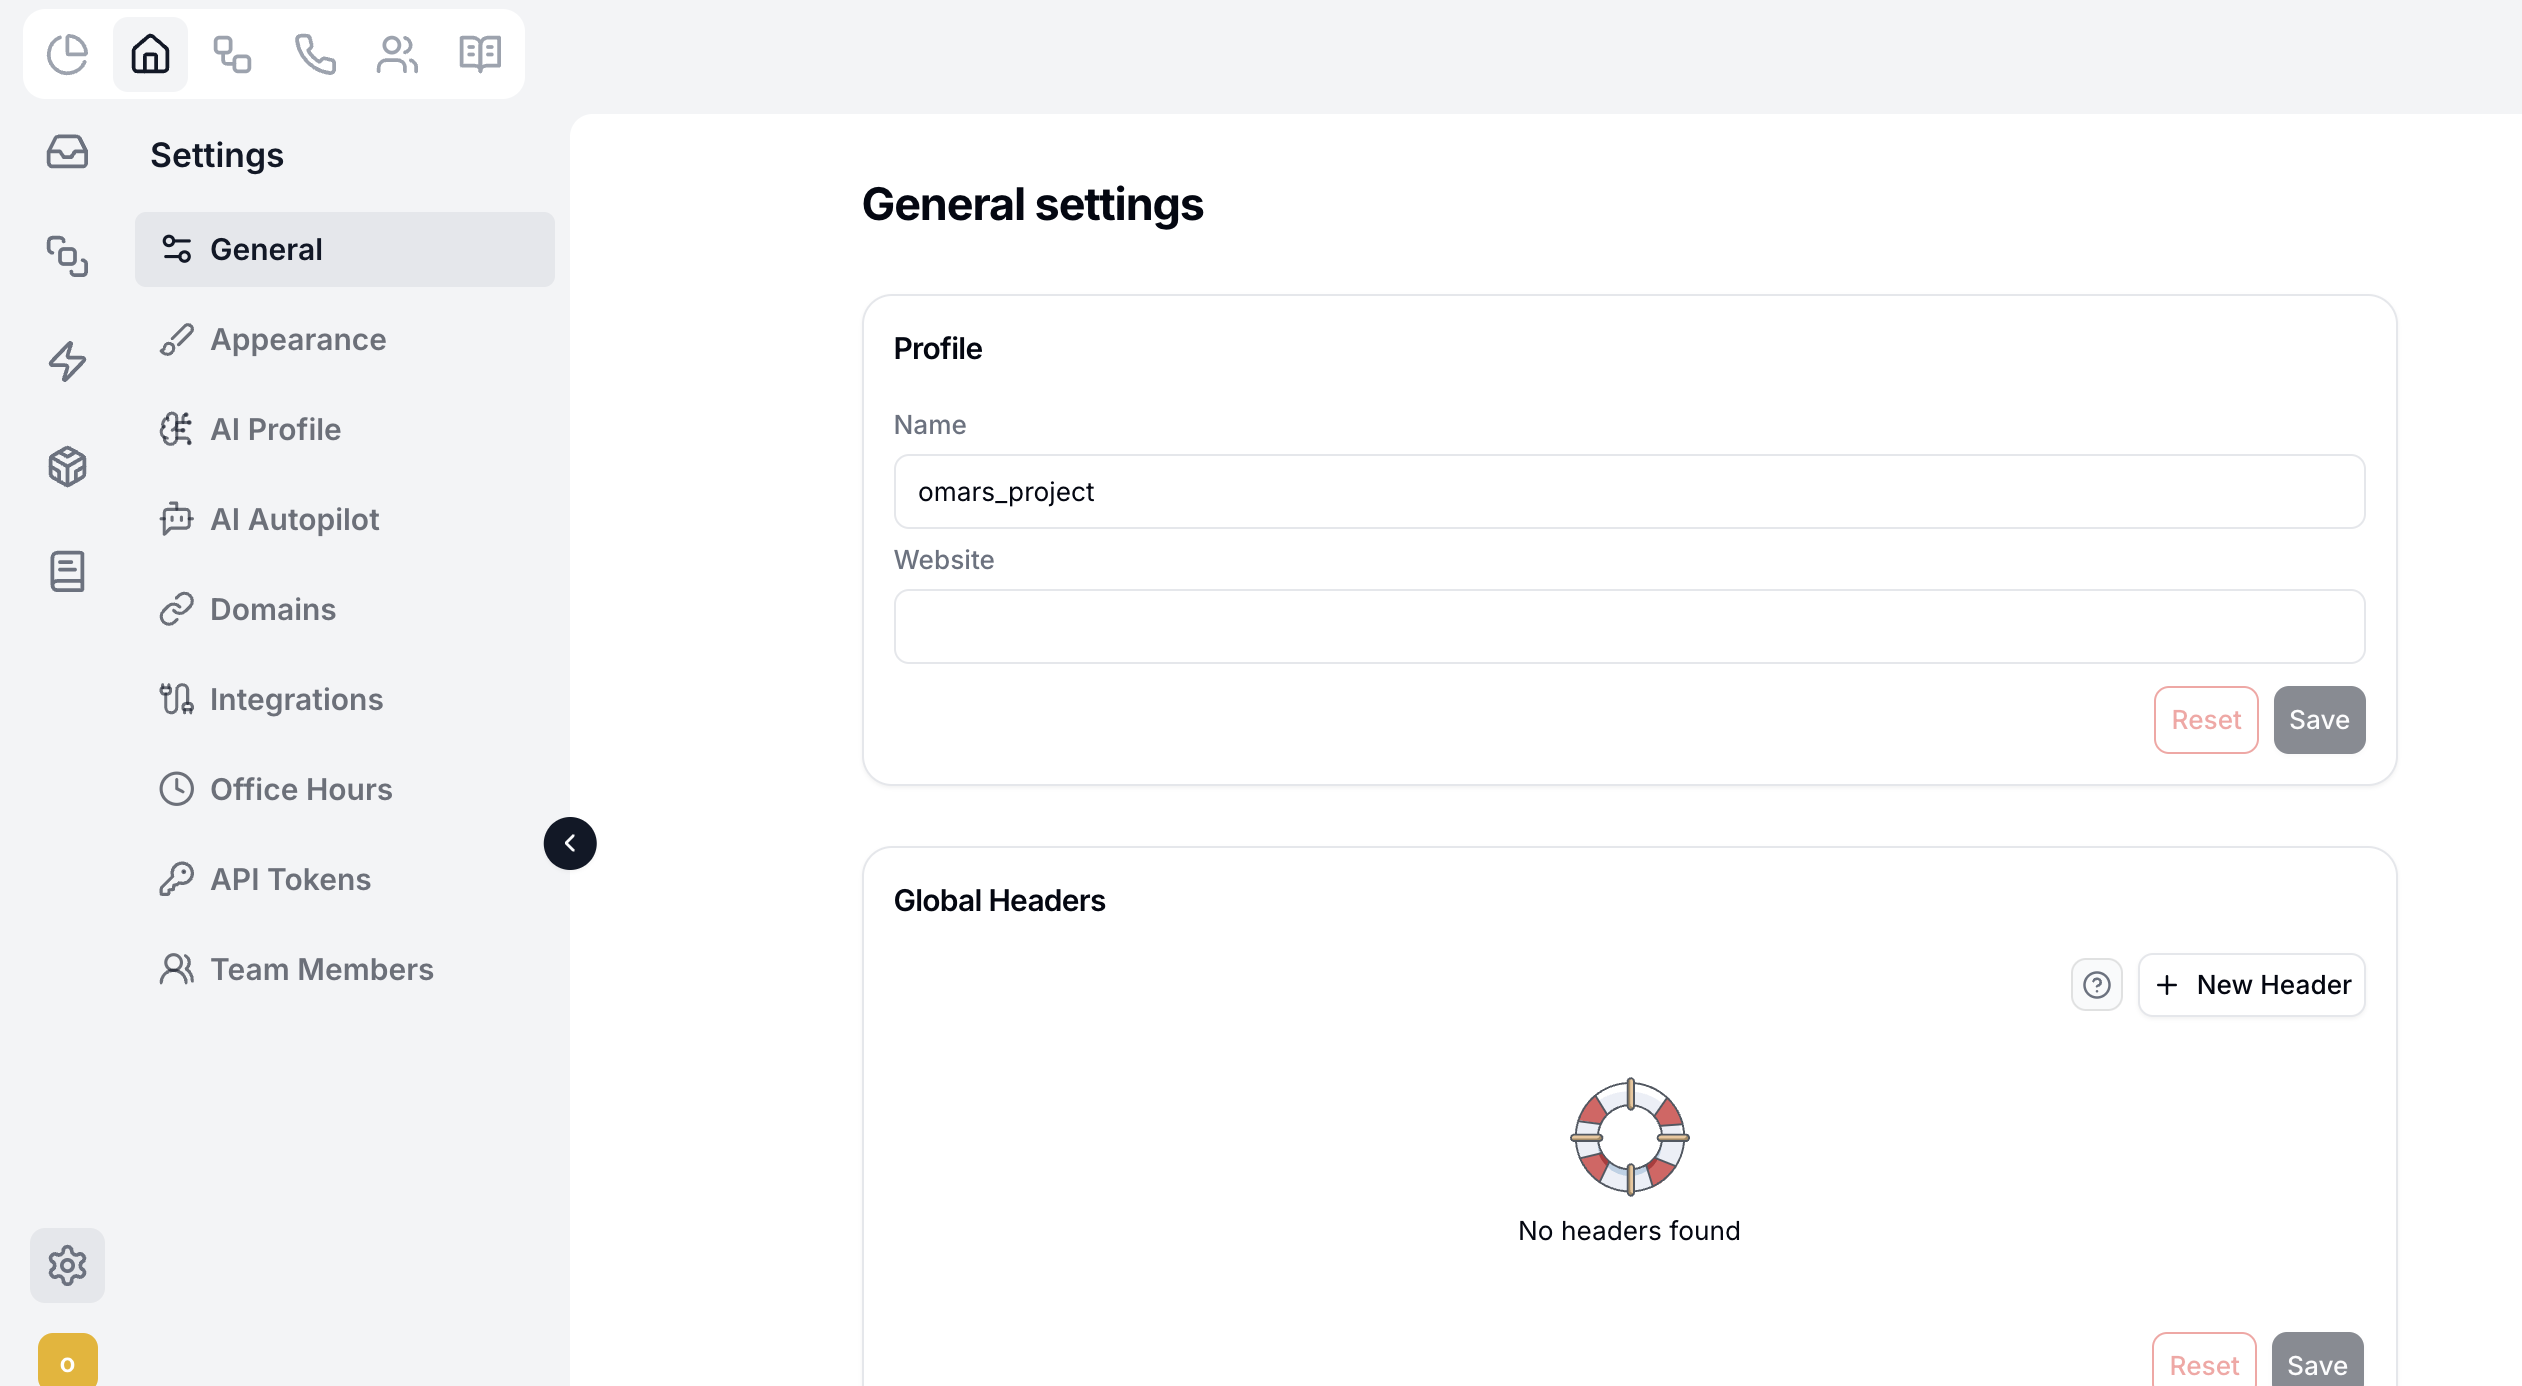 Settings
General
Appearance
AI Profile
AI Autopilot
Domains
Integrations
Office Hours
API Tokens
Team Members
o
General settings
Profile
Name
omars_project
Website
Reset
Save
Global Headers
New Header
No headers found
Reset
Save